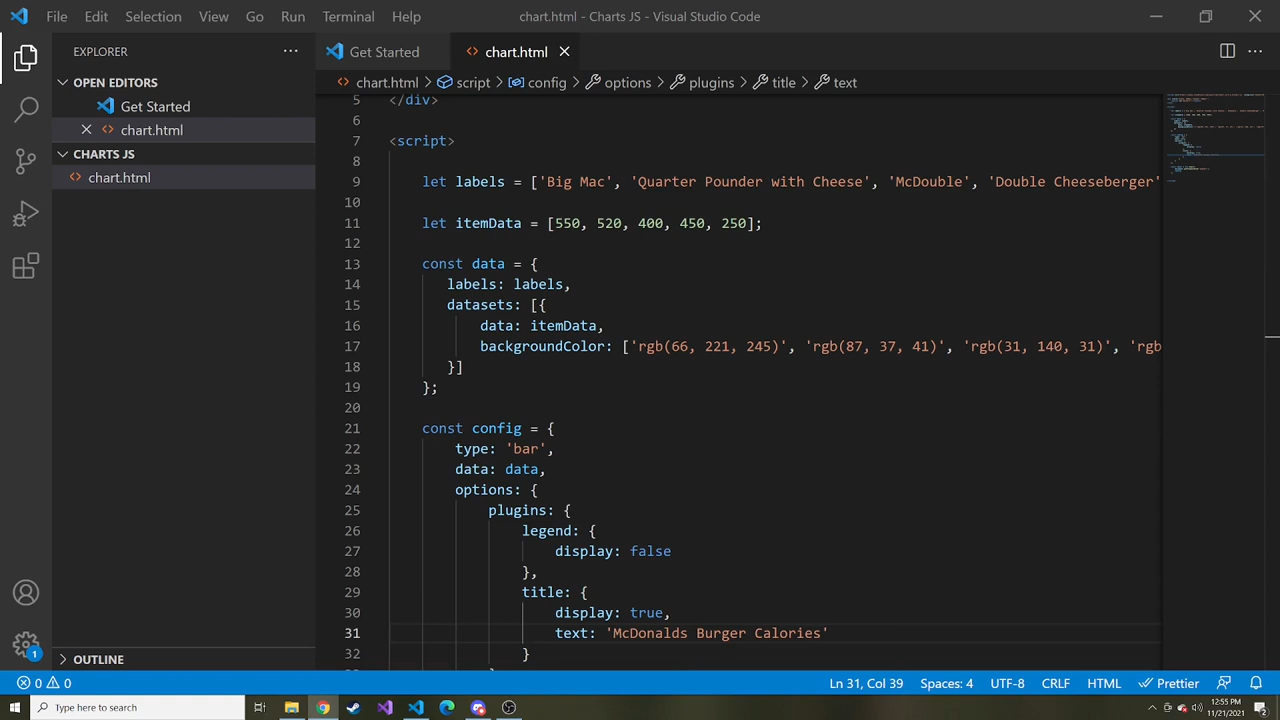 File Edit Selection View Go Run Terminal Help
chart.html - Charts JS - Visual Studio Code
EXPLORER
OPEN EDITORS
Get Started
chart.html
CHARTS JS
chart.html
OUTLINE
Get Started
chart.html
chart.html > script > config > options > plugins > title > text
5 </div>
6
7 <script>
8
9 let labels = ['Big Mac', 'Quarter Pounder with Cheese', 'McDouble', 'Double Cheeseberger'
10
11 let itemData = [550, 520, 400, 450, 250];
12
13 const data = {
14 labels: labels,
15 datasets: [{
16 data: itemData,
17 backgroundColor: ['rgb(66, 221, 245)', 'rgb(87, 37, 41)', 'rgb(31, 140, 31)', 'rgb
18 }]
19 };
20
21 const config = {
22 type: 'bar',
23 data: data,
24 options: {
25 plugins: {
26 legend: {
27 display: false
28 },
29 title: {
30 display: true,
31 text: 'McDonalds Burger Calories'
32 }
1
0 0 Ln 31, Col 39 Spaces: 4 UTF-8 CRLF HTML Prettier
Type here to search
12:55 PM
11/21/2021
2